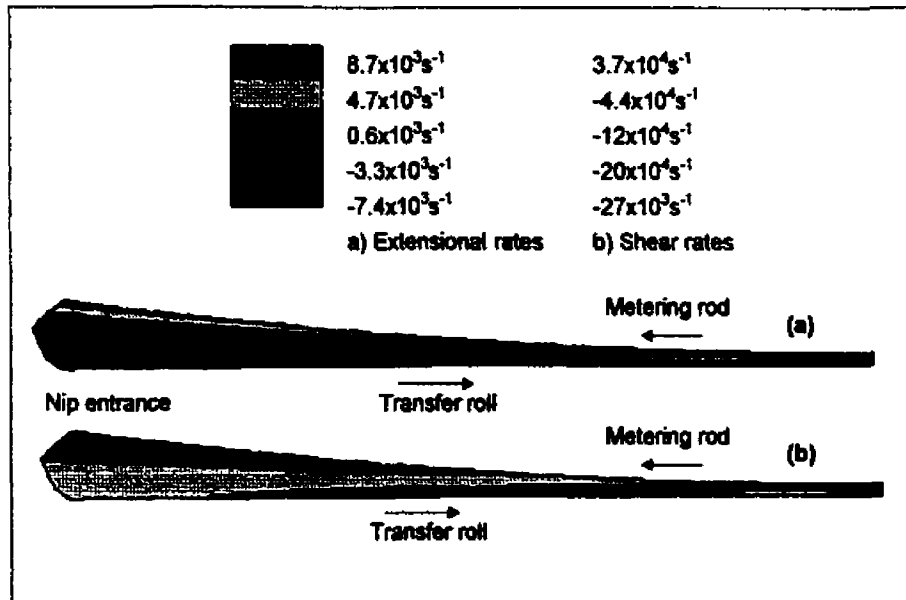 8.7x10³s⁻¹ 3.7x10⁴s⁻¹
4.7x10³s⁻¹ -4.4x10⁴s⁻¹
0.6x10³s⁻¹ -12x10⁴s⁻¹
-3.3x10³s⁻¹ -20x10⁴s⁻¹
-7.4x10³s⁻¹ -27x10³s⁻¹
a) Extensional rates b) Shear rates
Metering rod (a)
Nip entrance Transfer roll
Metering rod (b)
Transfer roll